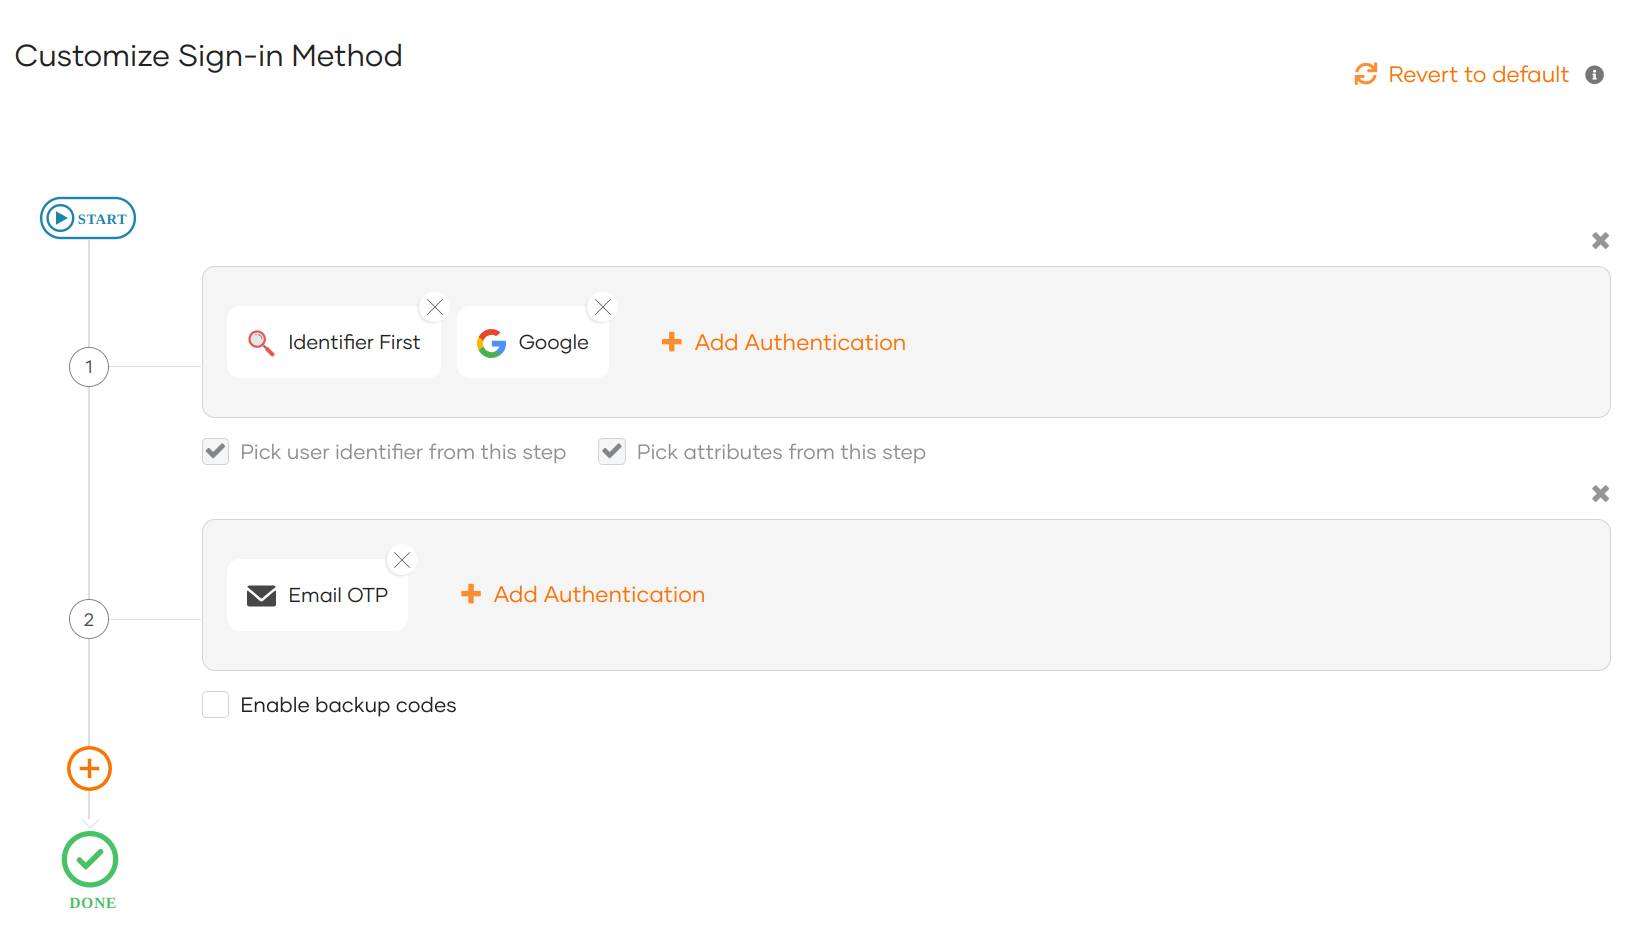 Customize Sign-in Method
Revert to default
START
Identifier First
Google
Add Authentication
1
Pick user identifier from this step
Pick attributes from this step
Email OTP
Add Authentication
2
Enable backup codes
DONE